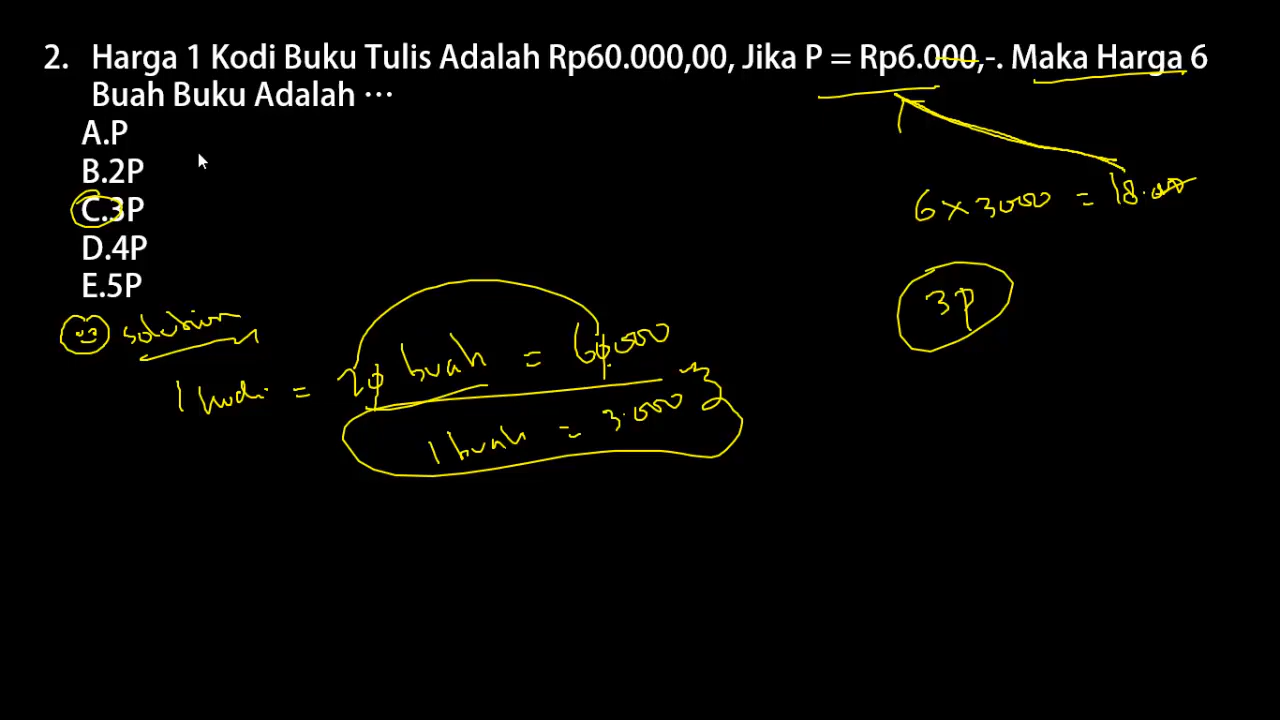 2. Harga 1 Kodi Buku Tulis Adalah Rp60.000,00, Jika P = Rp6.000,-. Maka Harga 6
Buah Buku Adalah ···
A.P
B.2P
C.3P
D.4P
E.5P
6 × 3000 = 18.000
3P
solution
1 kodi = 20 buah = 60.000
1 buah = 3.000